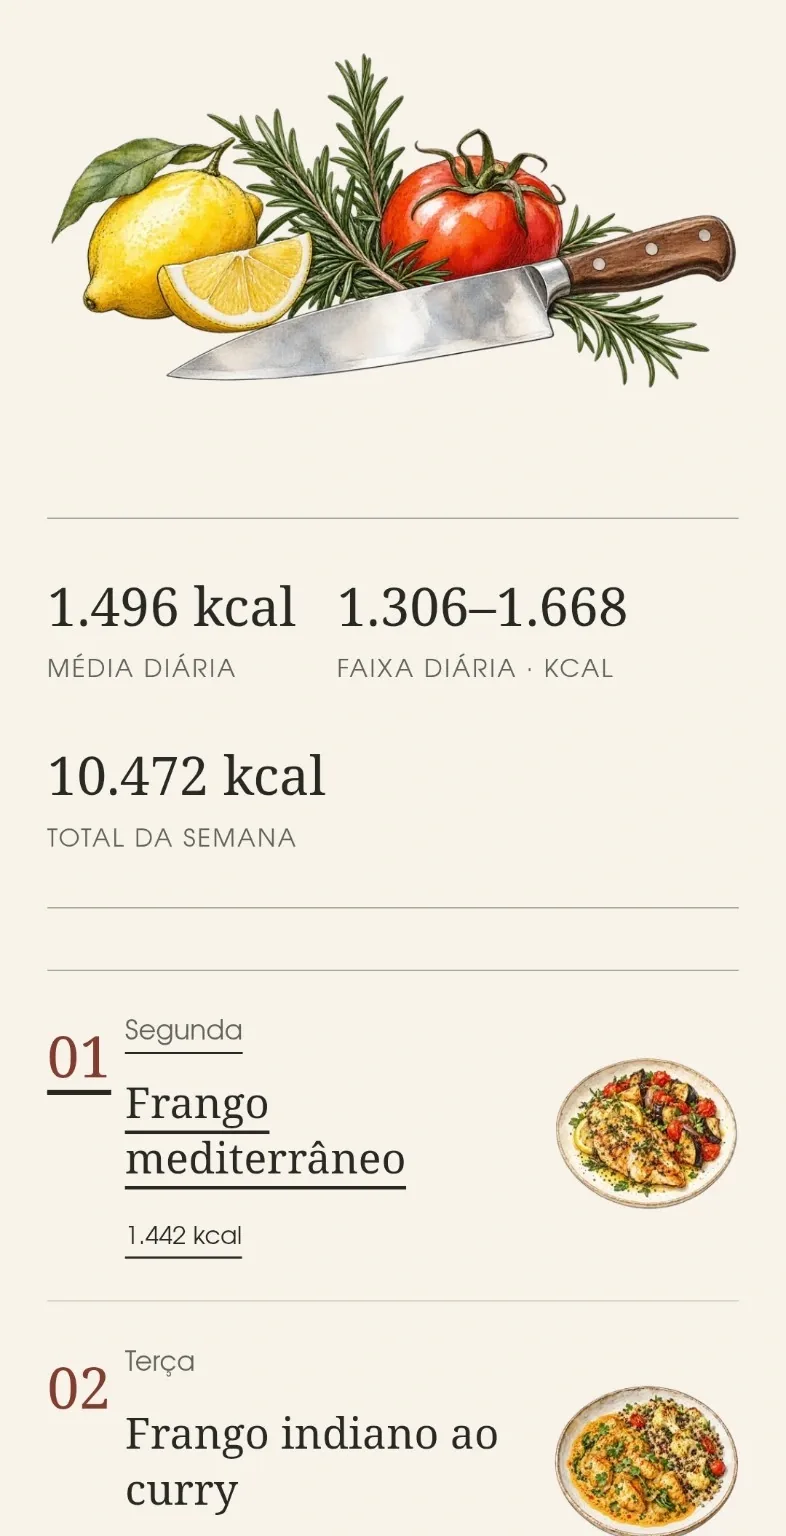 1.496 kcal
MÉDIA DIÁRIA
1.306–1.668
FAIXA DIÁRIA · KCAL
10.472 kcal
TOTAL DA SEMANA
01
Segunda
Frango
mediterrâneo
1.442 kcal
02
Terça
Frango indiano ao
curry